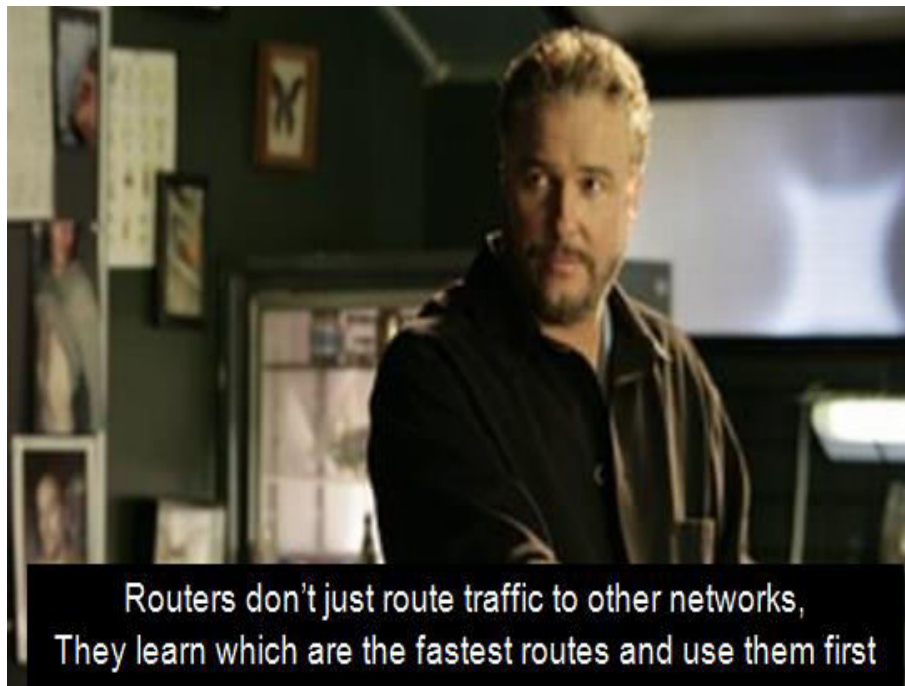 Routers don't just route traffic to other networks,
They learn which are the fastest routes and use them first